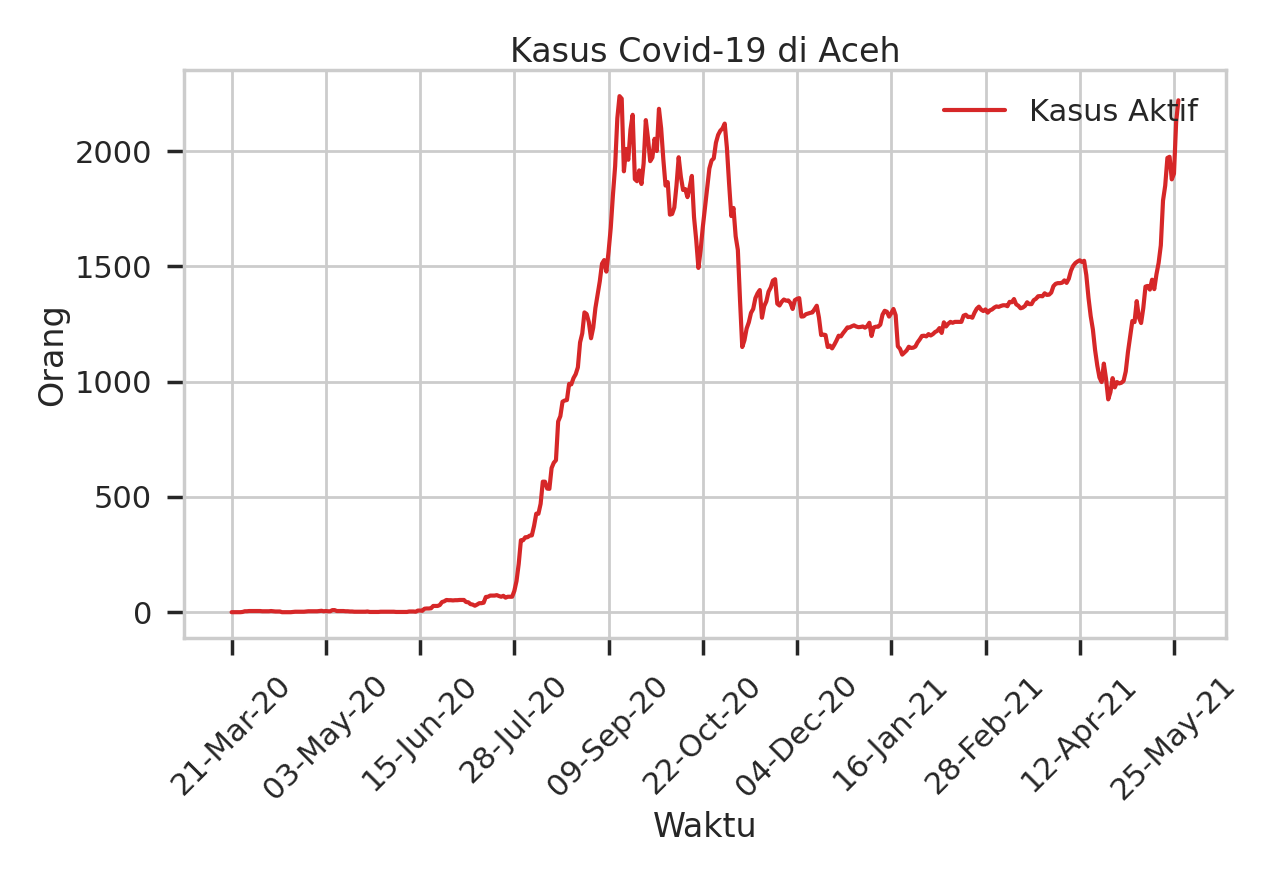 Kasus Covid-19 di Aceh
Kasus Aktif
Orang
2000
1500
1000
500
0
21-Mar-20
03-May-20
15-Jun-20
28-Jul-20
09-Sep-20
22-Oct-20
04-Dec-20
16-Jan-21
28-Feb-21
12-Apr-21
25-May-21
Waktu